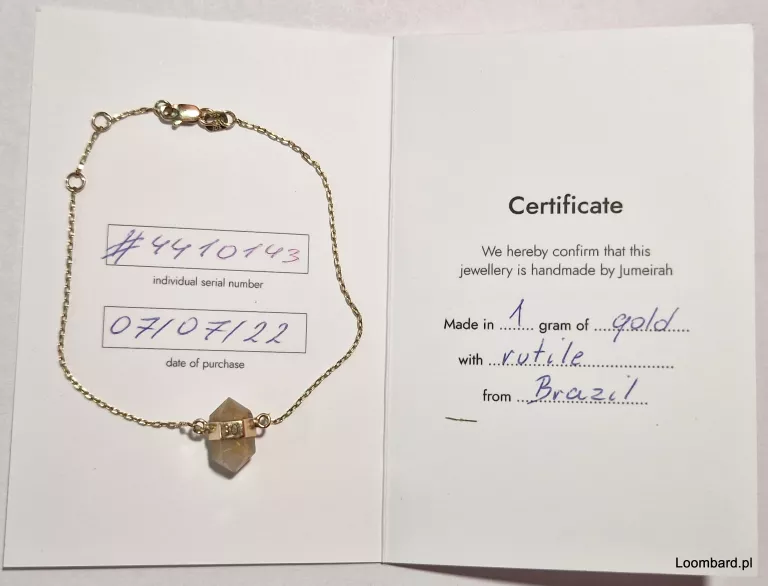 #4410143
individual serial number
07/07/22
date of purchase
Certificate
We hereby confirm that this
jewellery is handmade by Jumeirah
Made in 1 gram of gold
with rutile
from Brazil
Loombard.pl